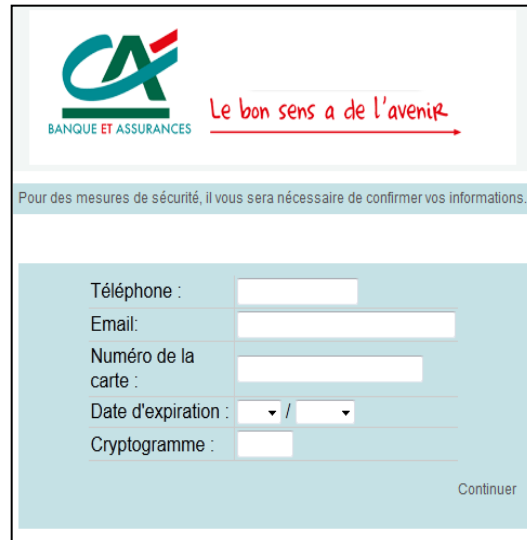 CA
BANQUE ET ASSURANCES
Le bon sens a de l'avenir
Pour des mesures de sécurité, il vous sera nécessaire de confirmer vos informations.
Téléphone :
Email:
Numéro de la
carte :
Date d'expiration : /
Cryptogramme :
Continuer